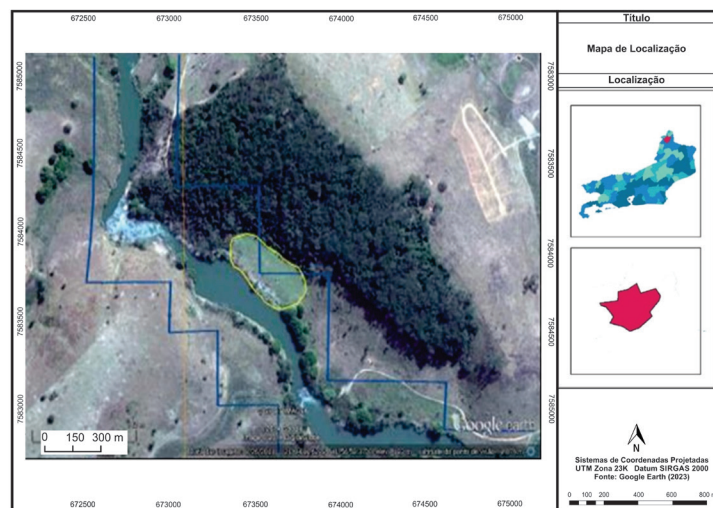 672500 673000 673500 674000 674500 675000
Título
Mapa de Localização
Localização
7585000
7584500
7584000
7583500
7583000
7583000
7583500
7584000
7584500
7585000
Google earth
0 150 300 m
N
Sistemas de Coordenadas Projetadas
UTM Zona 23K Datum SIRGAS 2000
Fonte: Google Earth (2023)
0 200 400 600 800 m
672500 673000 673500 674000 674500 675000